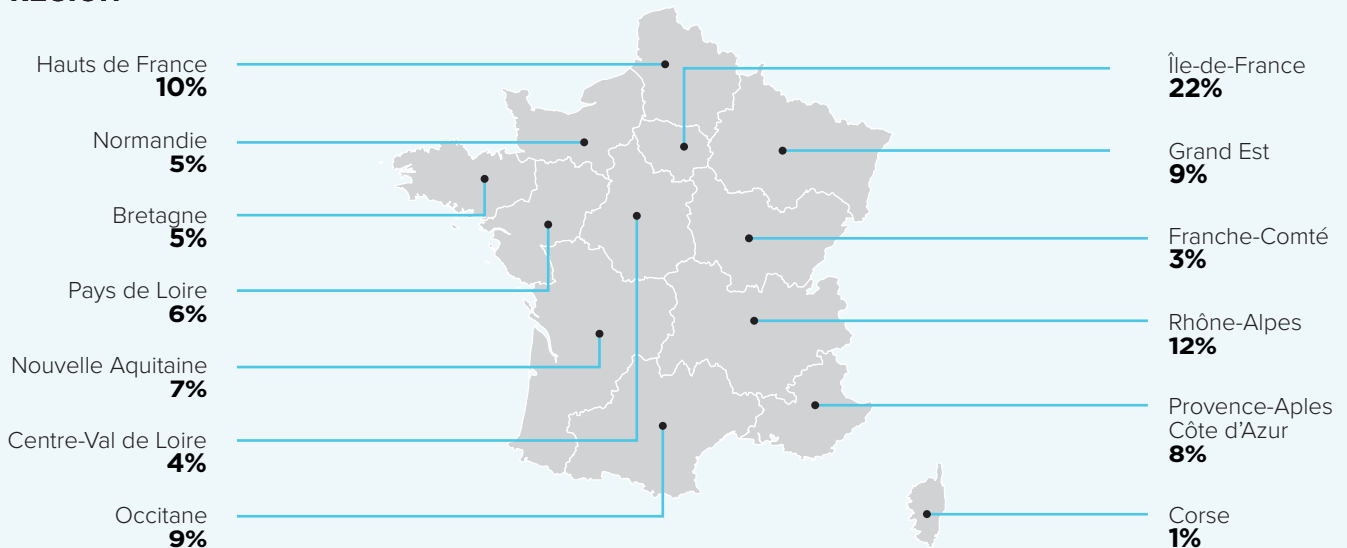 Hauts de France
10%
Normandie
5%
Bretagne
5%
Pays de Loire
6%
Nouvelle Aquitaine
7%
Centre-Val de Loire
4%
Occitane
9%
Île-de-France
22%
Grand Est
9%
Franche-Comté
3%
Rhône-Alpes
12%
Provence-Aples
Côte d'Azur
8%
Corse
1%